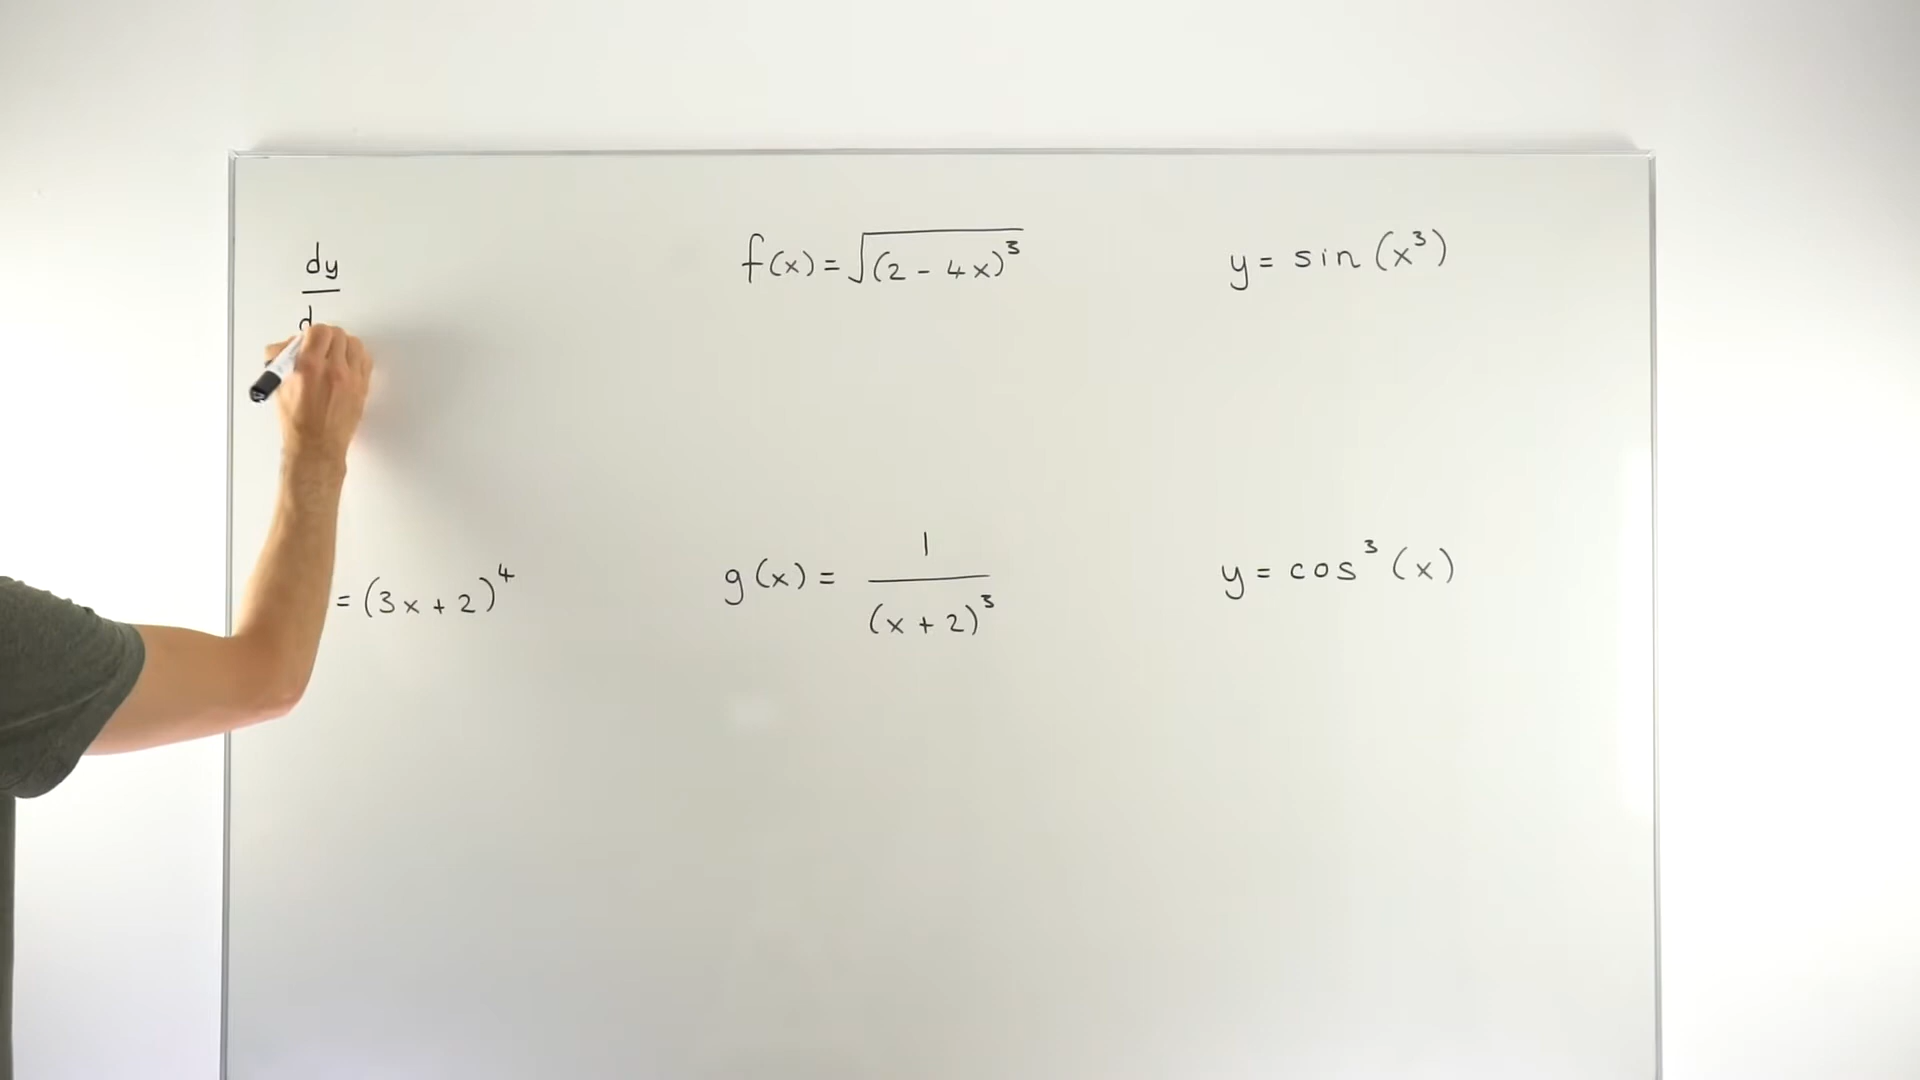 dy
d
f(x) = √(2 - 4x)³
y = sin (x³)
= (3x + 2)⁴
g(x) = 1
(x + 2)³
y = cos³ (x)